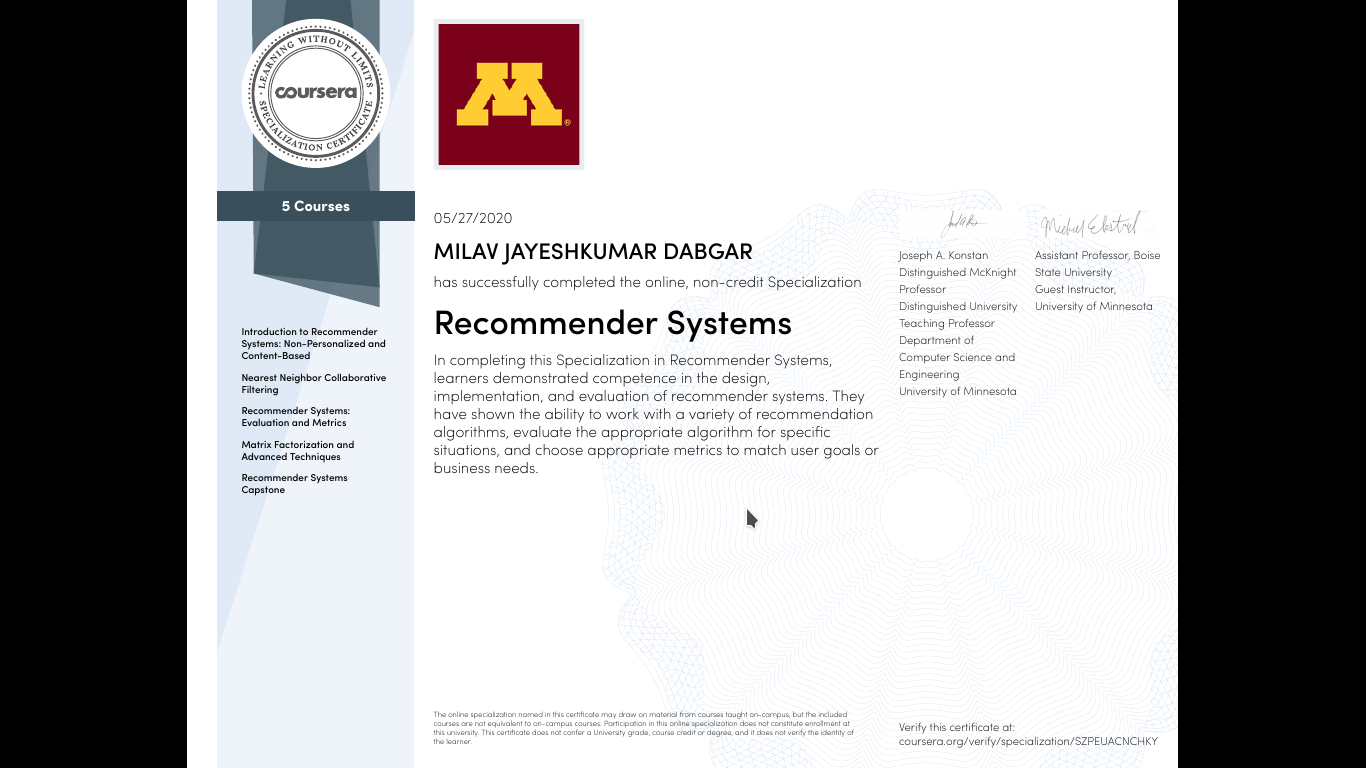 LEARNING WITHOUT LIMITS
coursera
SPECIALIZATION CERTIFICATE
5 Courses
Introduction to Recommender
Systems: Non-Personalized and
Content-Based
Nearest Neighbor Collaborative
Filtering
Recommender Systems:
Evaluation and Metrics
Matrix Factorization and
Advanced Techniques
Recommender Systems
Capstone
M
®
05/27/2020
MILAV JAYESHKUMAR DABGAR
has successfully completed the online, non-credit Specialization
Recommender Systems
In completing this Specialization in Recommender Systems,
learners demonstrated competence in the design,
implementation, and evaluation of recommender systems. They
have shown the ability to work with a variety of recommendation
algorithms, evaluate the appropriate algorithm for specific
situations, and choose appropriate metrics to match user goals or
business needs.
Joseph A. Konstan
Distinguished McKnight
Professor
Distinguished University
Teaching Professor
Department of
Computer Science and
Engineering
University of Minnesota
Assistant Professor, Boise
State University
Guest Instructor,
University of Minnesota
The online specialization named in this certificate may draw on material from courses taught on-campus, but the included
courses are not equivalent to on-campus courses. Participation in this online specialization does not constitute enrollment at
this university. This certificate does not confer a University grade, course credit or degree, and it does not verify the identity of
the learner.
Verify this certificate at:
coursera.org/verify/specialization/SZPEUACNCHKY